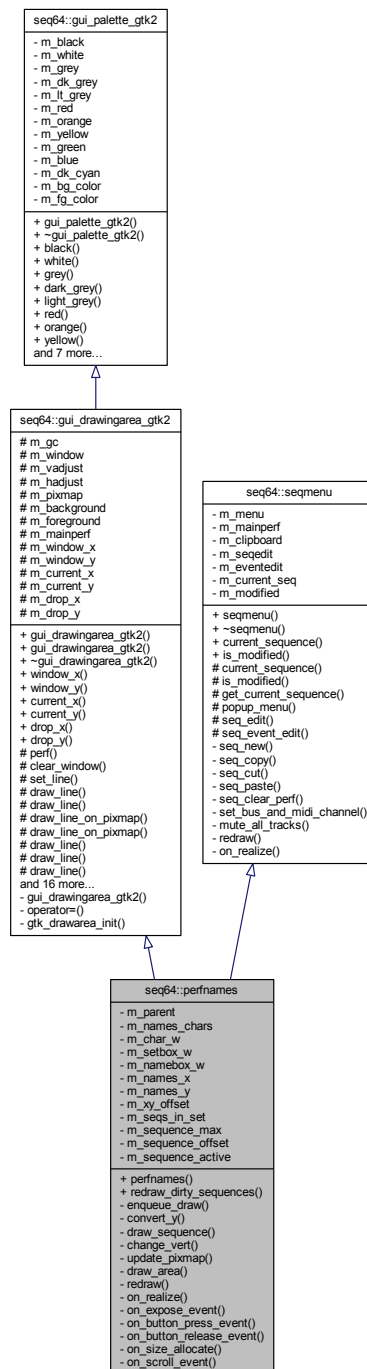 seq64::gui_palette_gtk2
- m_black
- m_white
- m_grey
- m_dk_grey
- m_lt_grey
- m_red
- m_orange
- m_yellow
- m_green
- m_blue
- m_dk_cyan
- m_bg_color
- m_fg_color
+ gui_palette_gtk2()
+ ~gui_palette_gtk2()
+ black()
+ white()
+ grey()
+ dark_grey()
+ light_grey()
+ red()
+ orange()
+ yellow()
and 7 more...
seq64::gui_drawingarea_gtk2
# m_gc
# m_window
# m_vadjust
# m_hadjust
# m_pixmap
# m_background
# m_foreground
# m_mainperf
# m_window_x
# m_window_y
# m_current_x
# m_current_y
# m_drop_x
# m_drop_y
+ gui_drawingarea_gtk2()
+ gui_drawingarea_gtk2()
+ ~gui_drawingarea_gtk2()
+ window_x()
+ window_y()
+ current_x()
+ current_y()
+ drop_x()
+ drop_y()
# perf()
# clear_window()
# set_line()
# draw_line()
# draw_line()
# draw_line_on_pixmap()
# draw_line_on_pixmap()
# draw_line()
# draw_line()
# draw_line()
and 16 more...
- gui_drawingarea_gtk2()
- operator=()
- gtk_drawarea_init()
seq64::seqmenu
- m_menu
- m_mainperf
- m_clipboard
- m_seqedit
- m_eventedit
- m_current_seq
- m_modified
+ seqmenu()
+ ~seqmenu()
+ current_sequence()
+ is_modified()
# current_sequence()
# is_modified()
# get_current_sequence()
# popup_menu()
# seq_edit()
# seq_event_edit()
- seq_new()
- seq_copy()
- seq_cut()
- seq_paste()
- seq_clear_perf()
- set_bus_and_midi_channel()
- mute_all_tracks()
- redraw()
- on_realize()
seq64::perfnames
- m_parent
- m_names_chars
- m_char_w
- m_setbox_w
- m_namebox_w
- m_names_x
- m_names_y
- m_xy_offset
- m_seqs_in_set
- m_sequence_max
- m_sequence_offset
- m_sequence_active
+ perfnames()
+ redraw_dirty_sequences()
- enqueue_draw()
- convert_y()
- draw_sequence()
- change_vert()
- update_pixmap()
- draw_area()
- redraw()
- on_realize()
- on_expose_event()
- on_button_press_event()
- on_button_release_event()
- on_size_allocate()
- on_scroll_event()